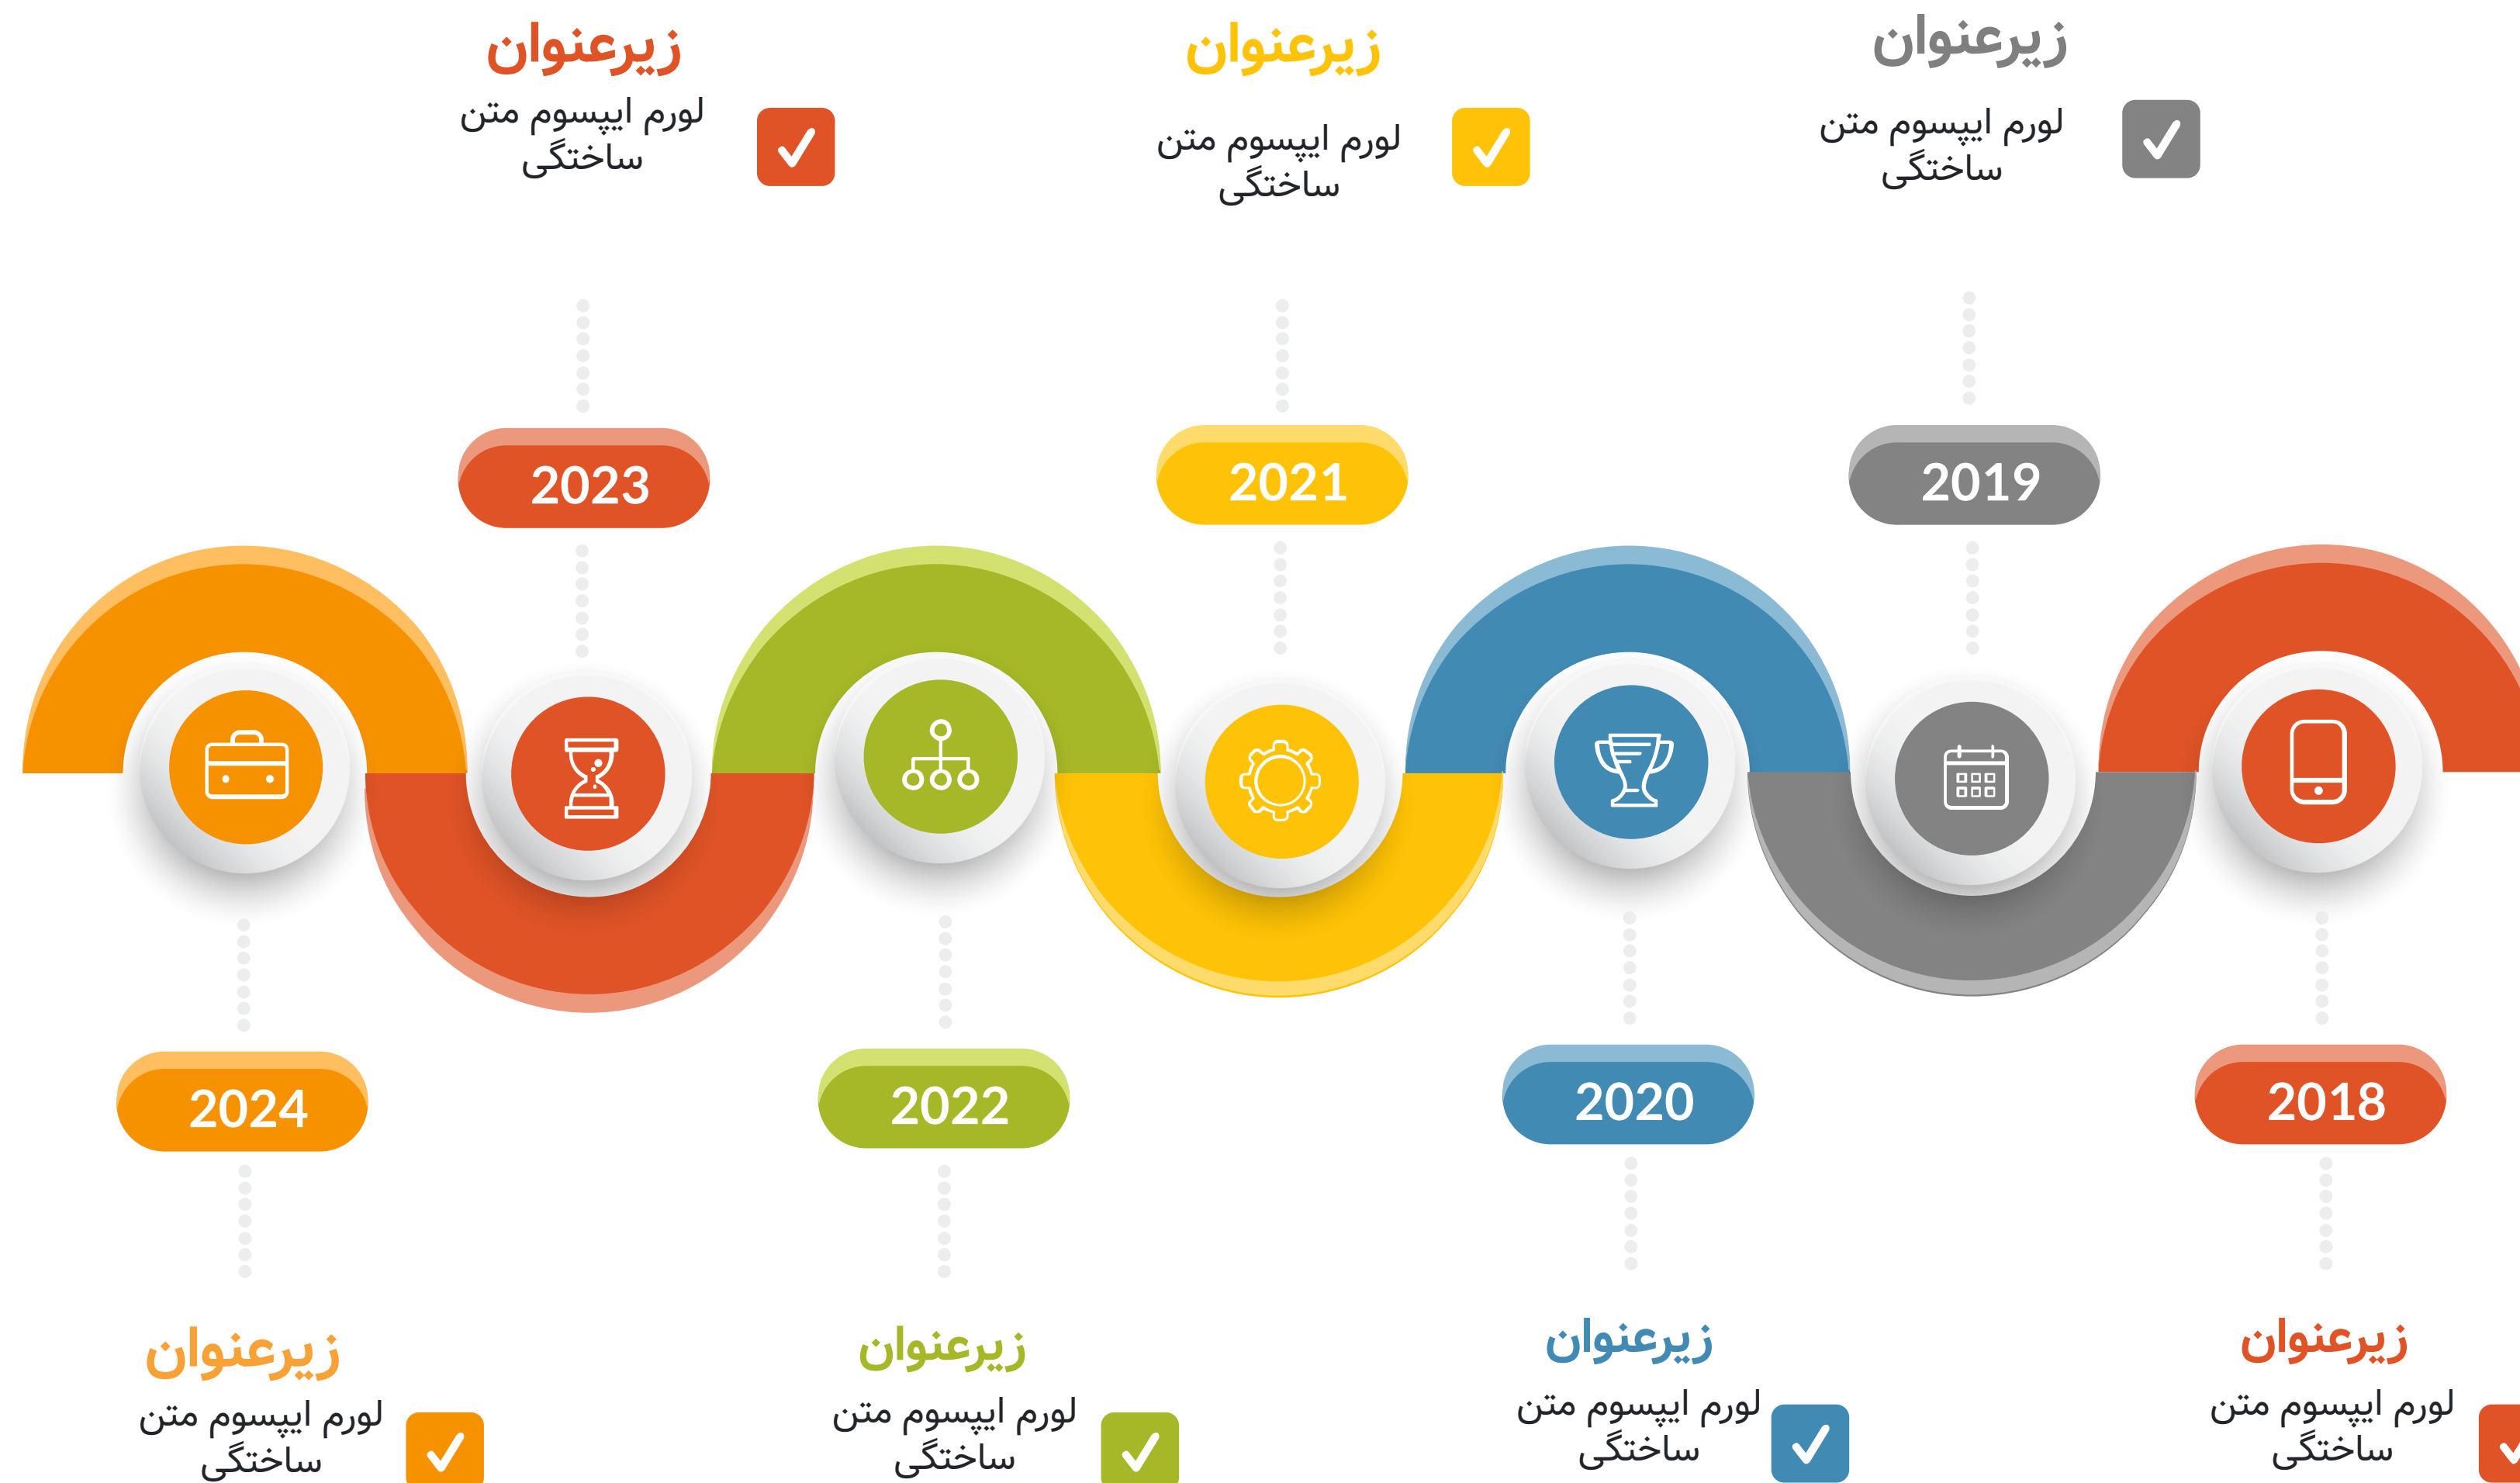 زیرعنوان
لورم ایپسوم متن
ساختگی
زیرعنوان
لورم ایپسوم متن
ساختگی
زیرعنوان
لورم ایپسوم متن
ساختگی
2019
2021
2023
2018
2020
2022
2024
زیرعنوان
لورم ایپسوم متن
ساختگی
زیرعنوان
لورم ایپسوم متن
ساختگی
زیرعنوان
لورم ایپسوم متن
ساختگی
زیرعنوان
لورم ایپسوم متن
ساختگی